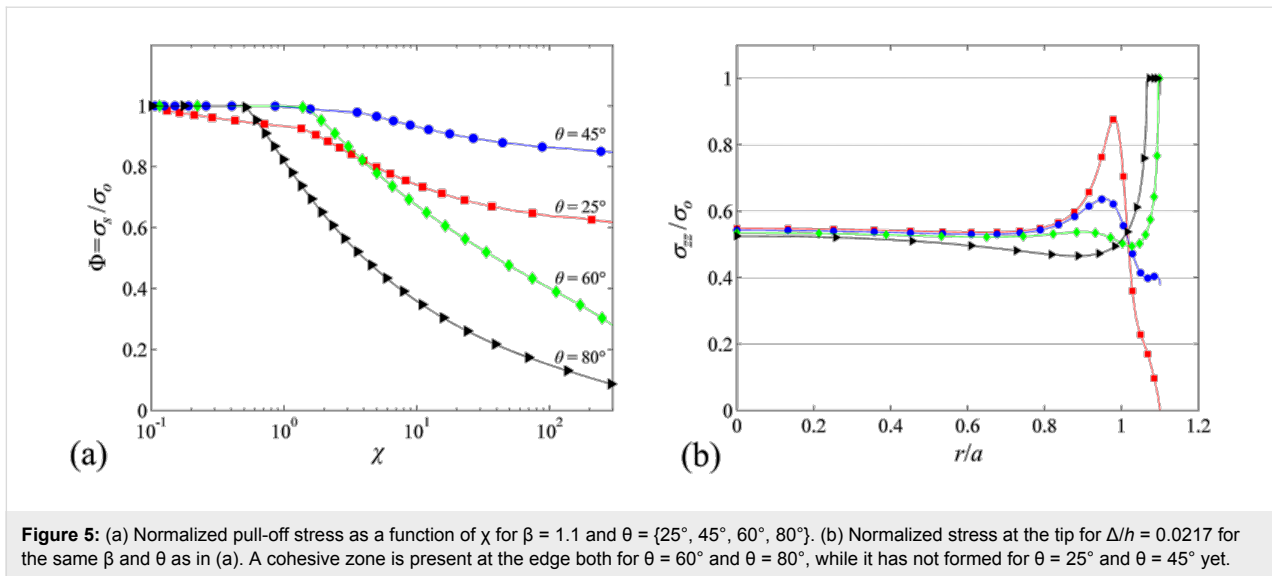 1
0.8
0.6
0.4
0.2
0
Φ=σₛ/σₒ
θ = 45°
θ = 25°
θ = 60°
θ = 80°
10⁻¹ 10⁰ 10¹ 10²
χ
(a)
1
0.8
0.6
0.4
0.2
0
σzz/σₒ
0 0.2 0.4 0.6 0.8 1 1.2
r/a
(b)
Figure 5: (a) Normalized pull-off stress as a function of χ for β = 1.1 and θ = {25°, 45°, 60°, 80°}. (b) Normalized stress at the tip for Δ/h = 0.0217 for
the same β and θ as in (a). A cohesive zone is present at the edge both for θ = 60° and θ = 80°, while it has not formed for θ = 25° and θ = 45° yet.